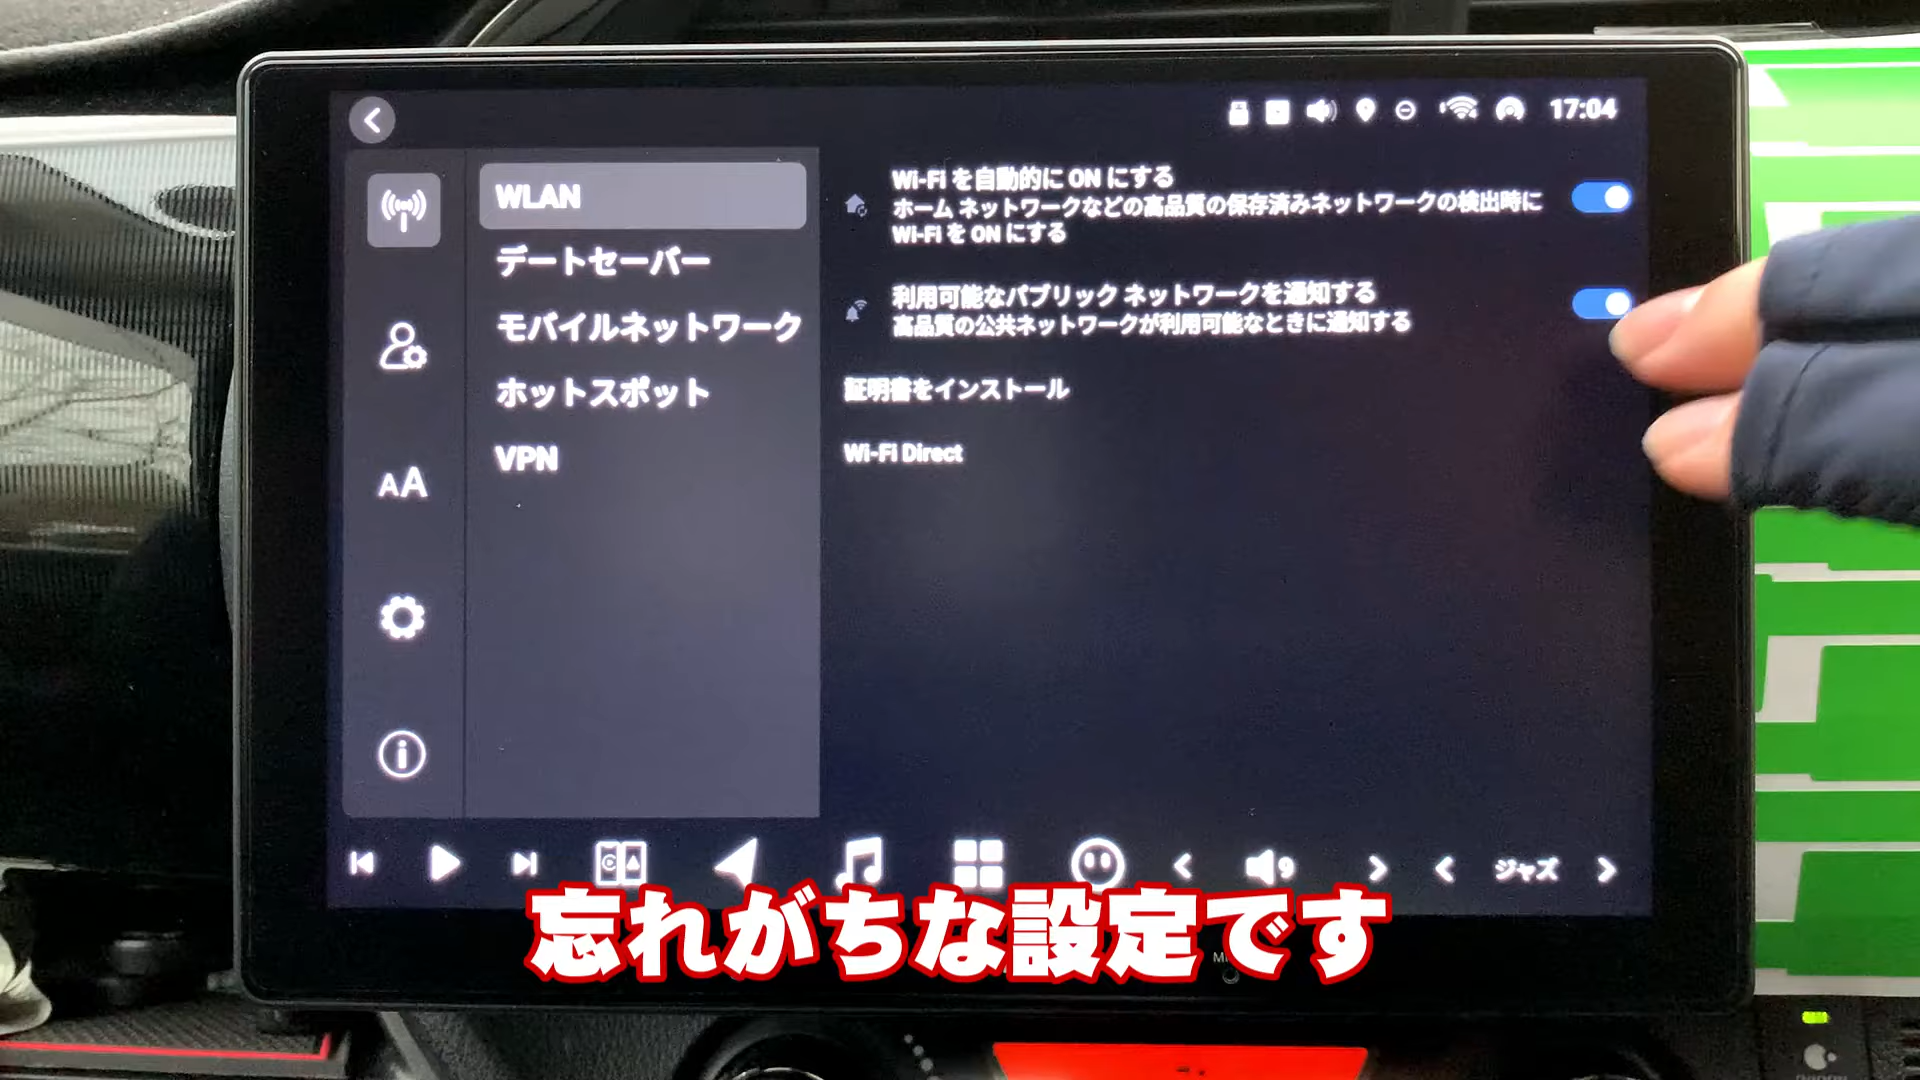 17:04
WLAN
データセーバー
モバイルネットワーク
ホットスポット
VPN
Wi-Fi を自動的に ON にする
ホーム ネットワークなどの高品質の保存済みネットワークの検出時に
Wi-Fi を ON にする
利用可能なパブリック ネットワークを通知する
高品質の公共ネットワークが利用可能なときに通知する
証明書をインストール
Wi-Fi Direct
AA
9
ジャズ
忘れがちな設定です